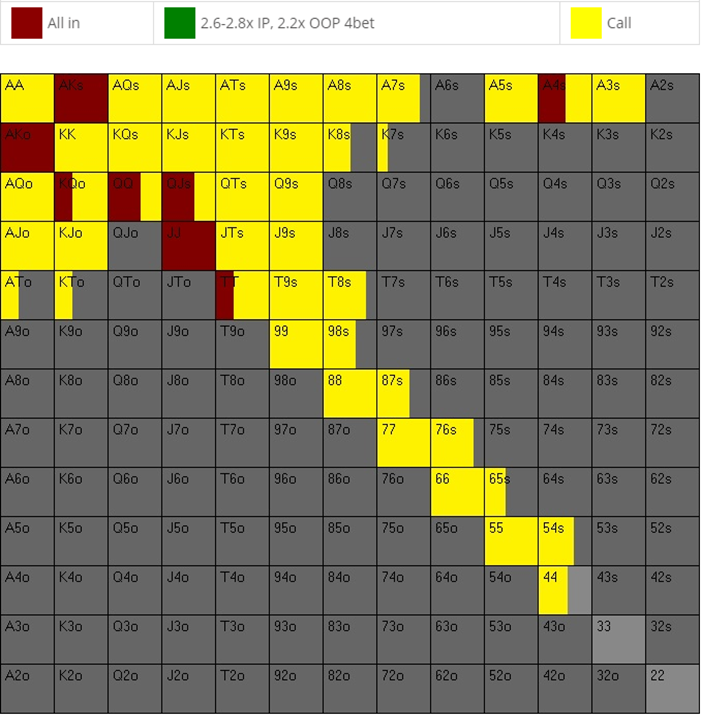 All in 2.6-2.8x IP, 2.2x OOP 4bet Call
AA AKs AQs AJs ATs A9s A8s A7s A6s A5s A4s A3s A2s
AKo KK KQs KJs KTs K9s K8s K7s K6s K5s K4s K3s K2s
AQo KQo QQ QJs QTs Q9s Q8s Q7s Q6s Q5s Q4s Q3s Q2s
AJo KJo QJo JJ JTs J9s J8s J7s J6s J5s J4s J3s J2s
ATo KTo QTo JTo TT T9s T8s T7s T6s T5s T4s T3s T2s
A9o K9o Q9o J9o T9o 99 98s 97s 96s 95s 94s 93s 92s
A8o K8o Q8o J8o T8o 98o 88 87s 86s 85s 84s 83s 82s
A7o K7o Q7o J7o T7o 97o 87o 77 76s 75s 74s 73s 72s
A6o K6o Q6o J6o T6o 96o 86o 76o 66 65s 64s 63s 62s
A5o K5o Q5o J5o T5o 95o 85o 75o 65o 55 54s 53s 52s
A4o K4o Q4o J4o T4o 94o 84o 74o 64o 54o 44 43s 42s
A3o K3o Q3o J3o T3o 93o 83o 73o 63o 53o 43o 33 32s
A2o K2o Q2o J2o T2o 92o 82o 72o 62o 52o 42o 32o 22